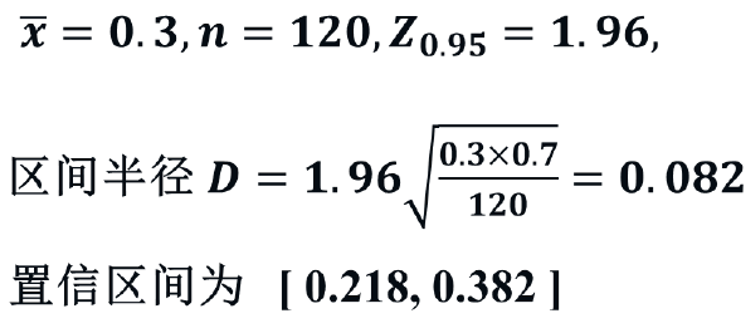 x̅ = 0.3, n = 120, Z₀.₉₅ = 1.96,
区间半径 D = 1.96√(0.3×0.7/120) = 0.082
置信区间为 [ 0.218, 0.382 ]